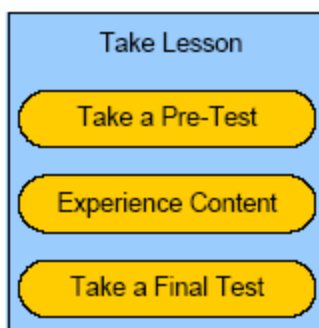 Take Lesson
Take a Pre-Test
Experience Content
Take a Final Test